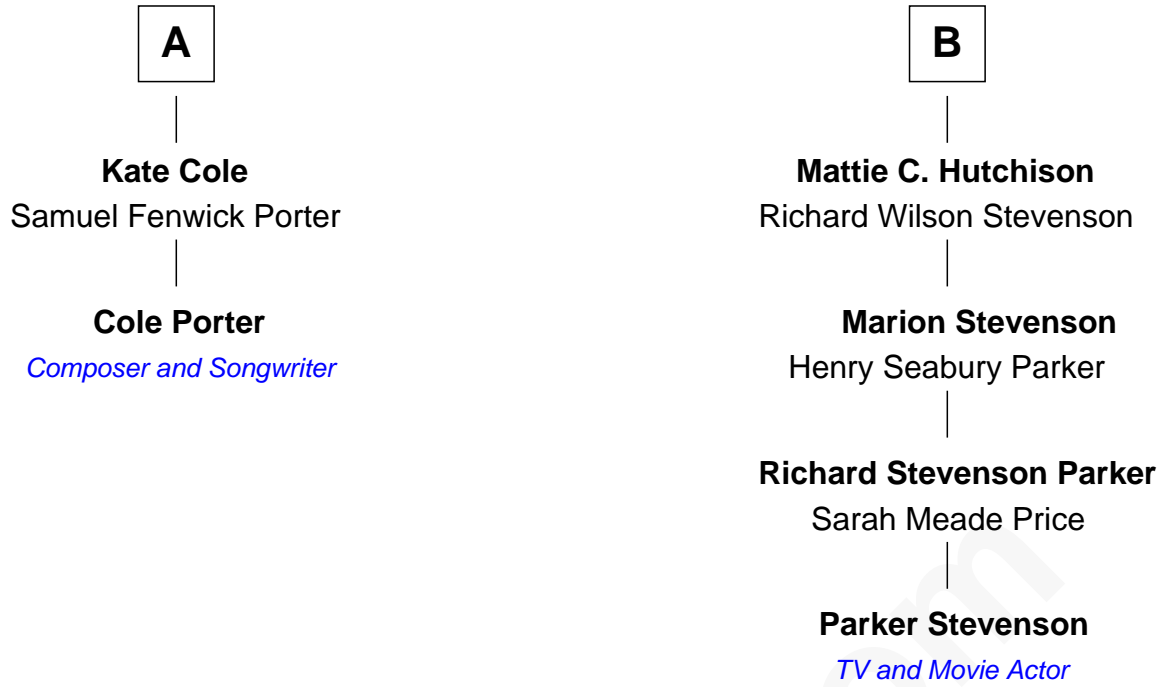 A
Kate Cole
Samuel Fenwick Porter
Cole Porter
Composer and Songwriter
B
Mattie C. Hutchison
Richard Wilson Stevenson
Marion Stevenson
Henry Seabury Parker
Richard Stevenson Parker
Sarah Meade Price
Parker Stevenson
TV and Movie Actor